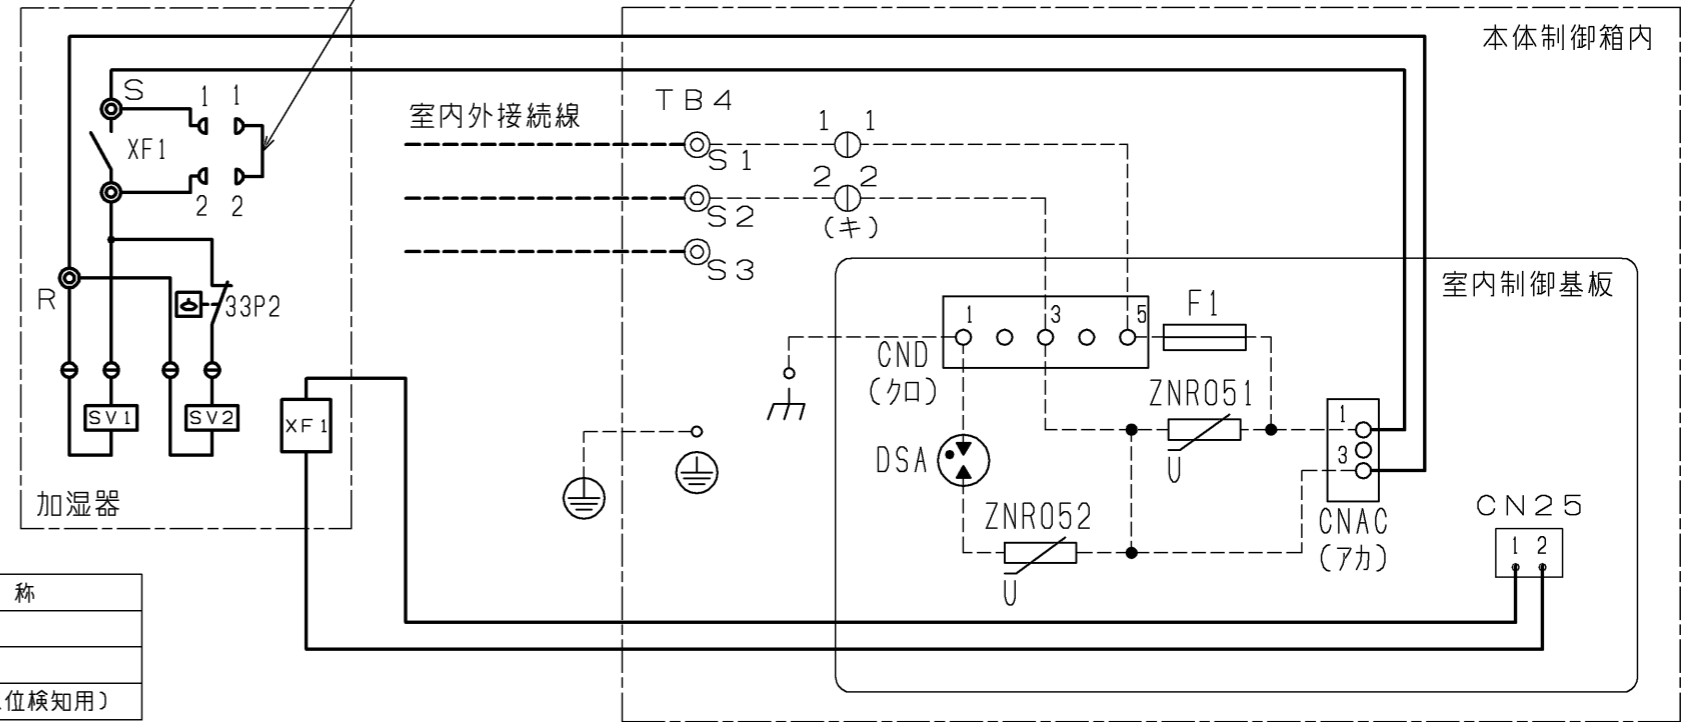 本体制御箱内
S
1 1
XF1
2 2
R
33P2
SV1
SV2
XF1
加湿器
室内外接続線
TB4
S1
1 1
S2
2 2
(キ)
S3
室内制御基板
1 3 5
F1
CND
(クロ)
ZNR051
U
DSA
ZNR052
U
1
3
CNAC
(アカ)
CN25
1 2
称
位検知用)